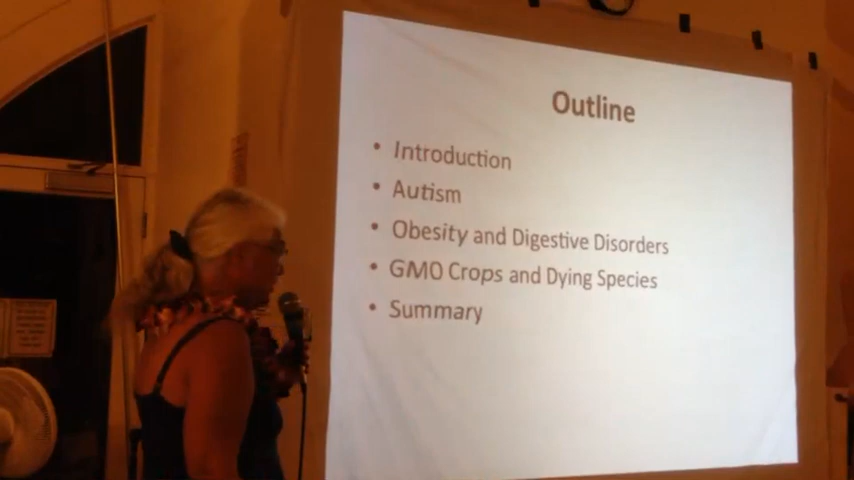 Outline
• Introduction
• Autism
• Obesity and Digestive Disorders
• GMO Crops and Dying Species
• Summary